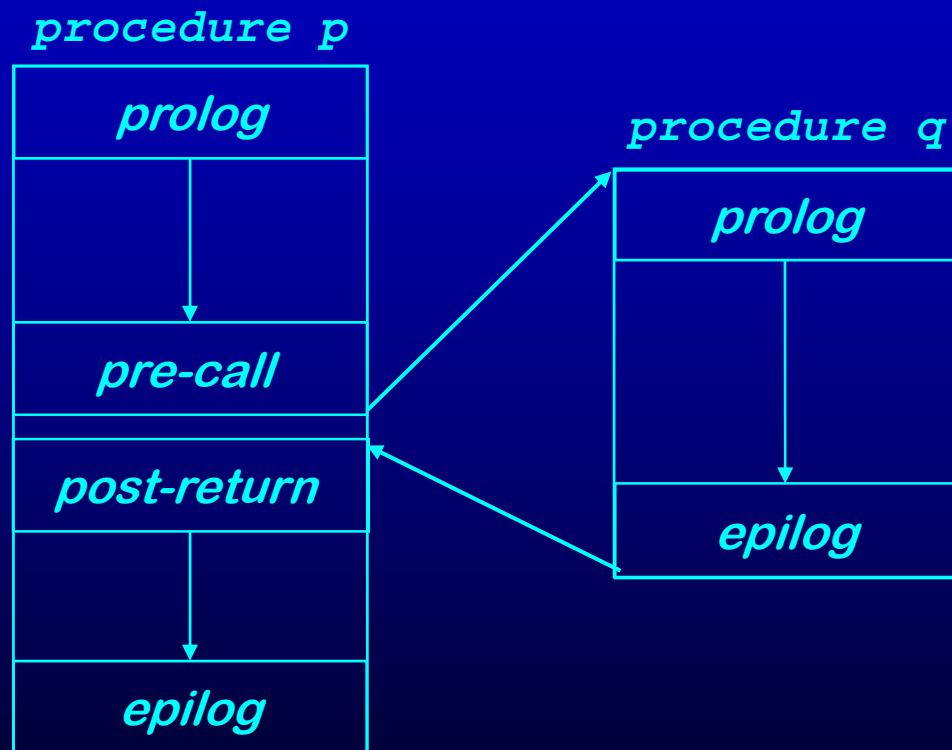 procedure p
prolog
pre-call
post-return
epilog
procedure q
prolog
epilog